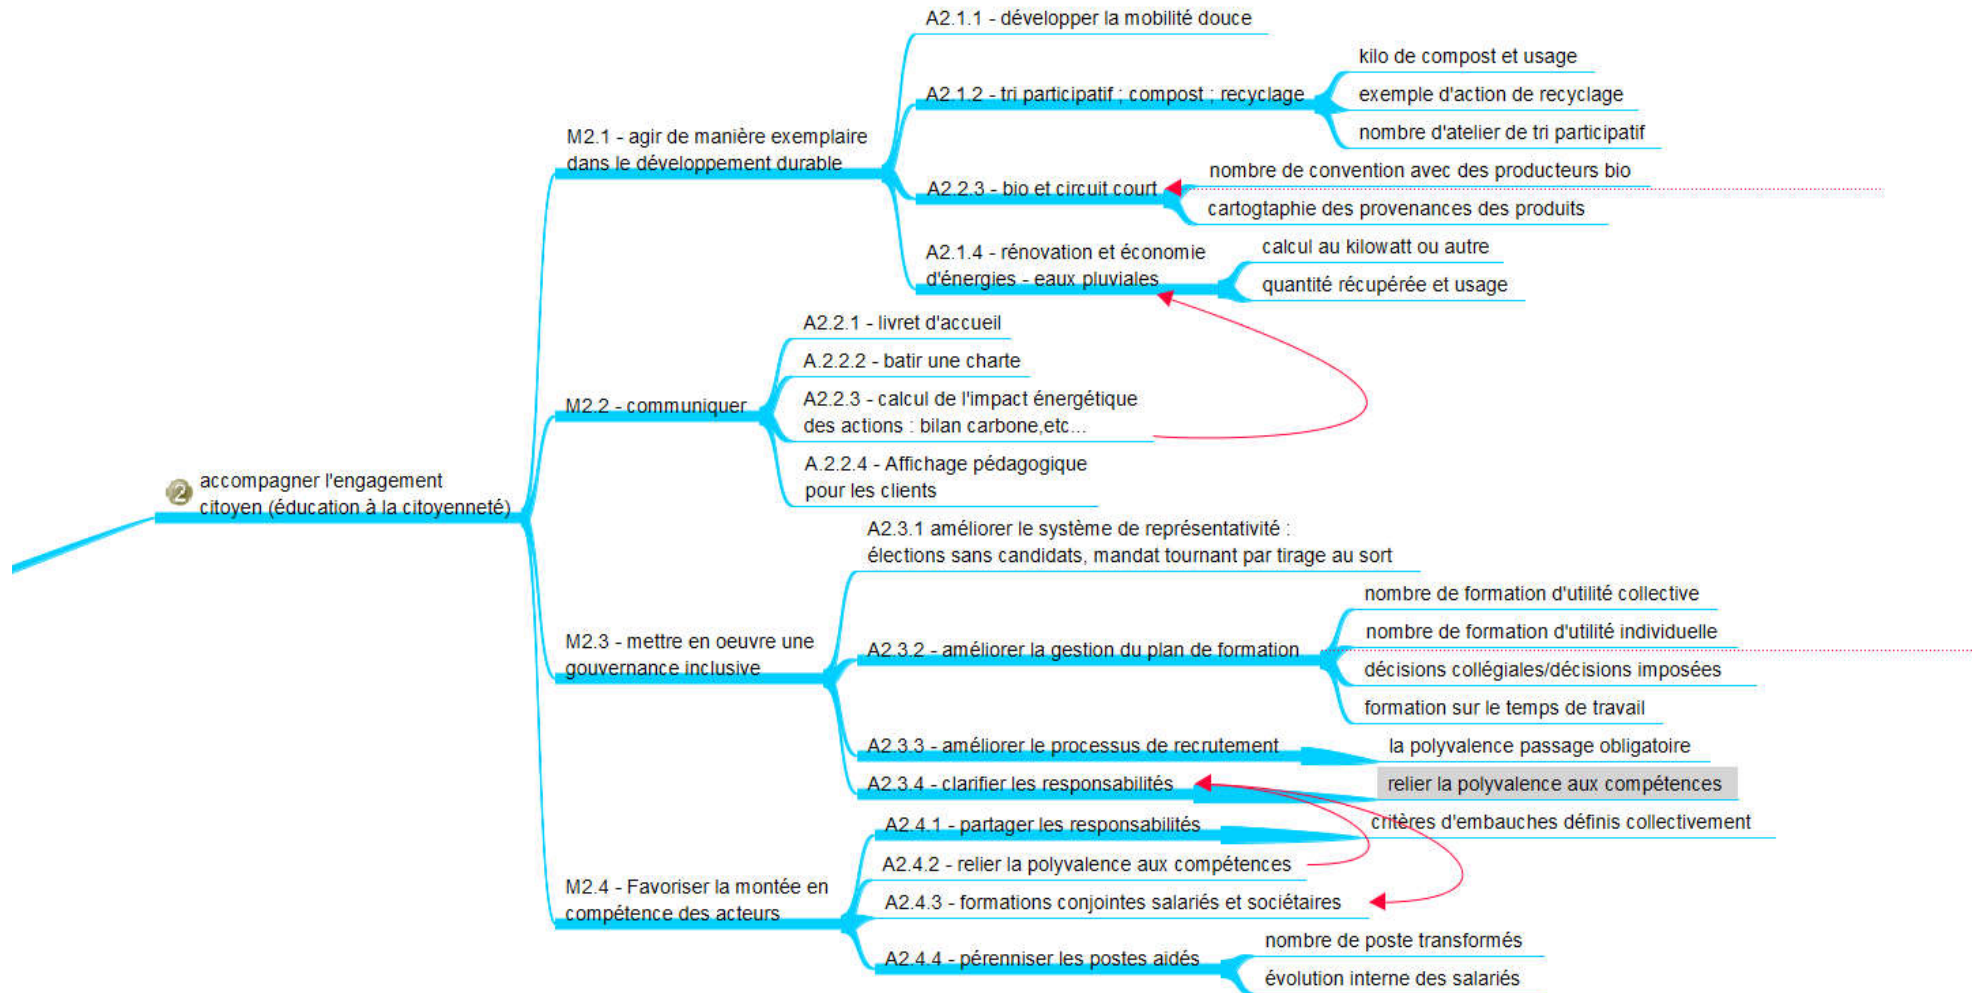 2
accompagner l'engagement
citoyen (éducation à la citoyenneté)
M2.1 - agir de manière exemplaire
dans le développement durable
A2.1.1 - développer la mobilité douce
A2.1.2 - tri participatif ; compost ; recyclage
kilo de compost et usage
exemple d'action de recyclage
nombre d'atelier de tri participatif
A2.2.3 - bio et circuit court
nombre de convention avec des producteurs bio
cartogtaphie des provenances des produits
A2.1.4 - rénovation et économie
d'énergies - eaux pluviales
calcul au kilowatt ou autre
quantité récupérée et usage
M2.2 - communiquer
A2.2.1 - livret d'accueil
A.2.2.2 - batir une charte
A2.2.3 - calcul de l'impact énergétique
des actions : bilan carbone,etc...
A.2.2.4 - Affichage pédagogique
pour les clients
M2.3 - mettre en oeuvre une
gouvernance inclusive
A2.3.1 améliorer le système de représentativité :
élections sans candidats, mandat tournant par tirage au sort
A2.3.2 - améliorer la gestion du plan de formation
nombre de formation d'utilité collective
nombre de formation d'utilité individuelle
décisions collégiales/décisions imposées
formation sur le temps de travail
A2.3.3 - améliorer le processus de recrutement
la polyvalence passage obligatoire
A2.3.4 - clarifier les responsabilités
relier la polyvalence aux compétences
M2.4 - Favoriser la montée en
compétence des acteurs
A2.4.1 - partager les responsabilités
critères d'embauches définis collectivement
A2.4.2 - relier la polyvalence aux compétences
A2.4.3 - formations conjointes salariés et sociétaires
A2.4.4 - pérenniser les postes aidés
nombre de poste transformés
évolution interne des salariés